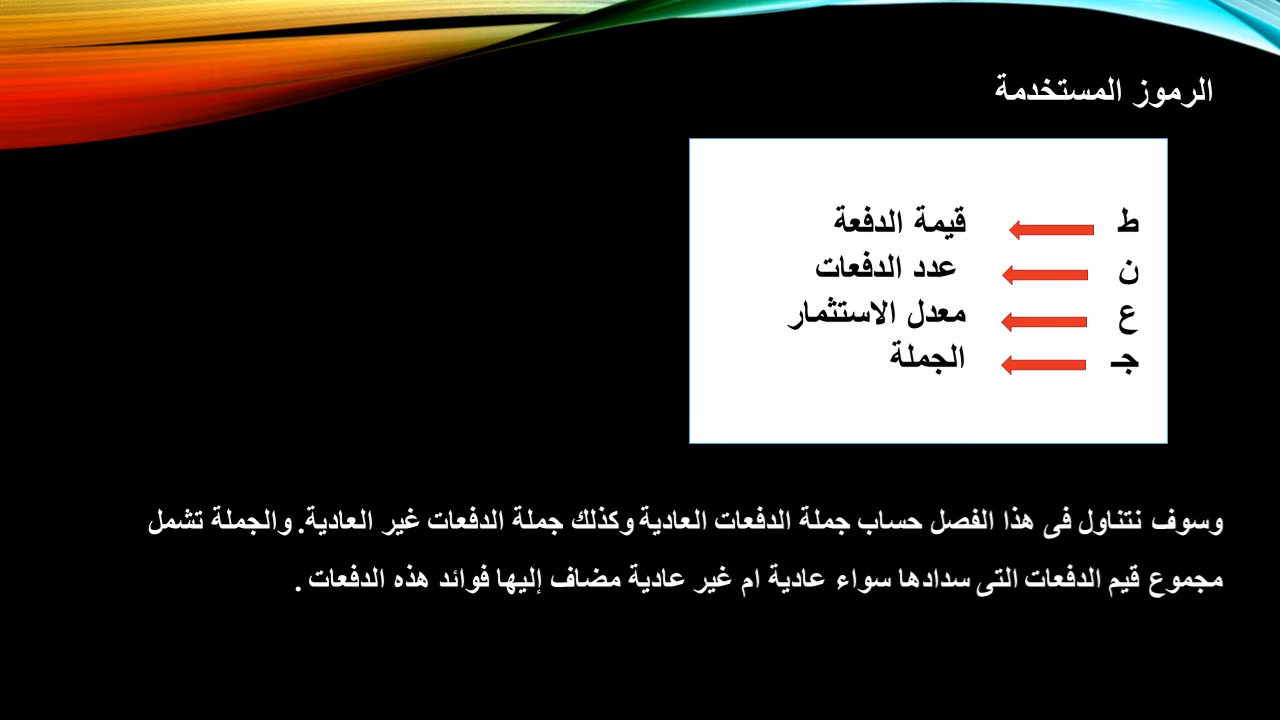 الرموز المستخدمة
ط قيمة الدفعة
ن عدد الدفعات
ع معدل الاستثمار
جـ الجملة
وسوف نتناول فى هذا الفصل حساب جملة الدفعات العادية وكذلك جملة الدفعات غير العادية. والجملة تشمل
مجموع قيم الدفعات التى سدادها سواء عادية ام غير عادية مضاف إليها فوائد هذه الدفعات .